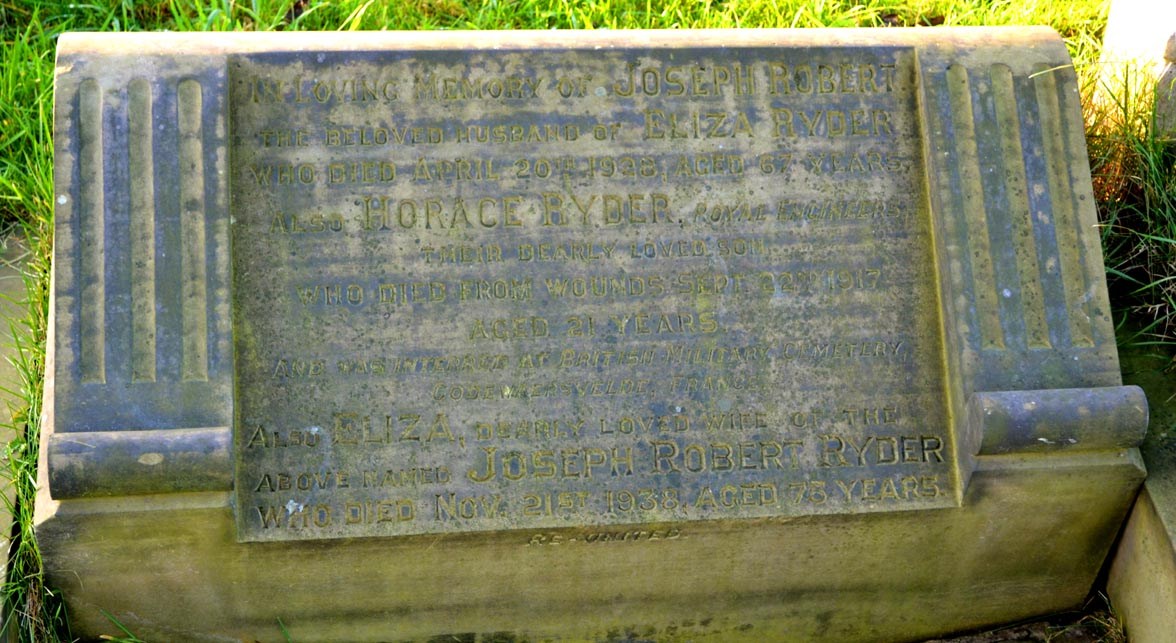 IN LOVING MEMORY OF JOSEPH ROBERT,
THE BELOVED HUSBAND OF ELIZA RYDER
WHO DIED APRIL 20TH 1928, AGED 67 YEARS.
ALSO HORACE RYDER, ROYAL ENGINEERS,
THEIR DEARLY LOVED SON,
WHO DIED FROM WOUNDS SEPT. 22ND 1917
AGED 21 YEARS.
AND WAS INTERRED AT BRITISH MILITARY CEMETERY
FRANCE.
ALSO ELIZA, DEARLY LOVED WIFE OF THE
ABOVE NAMED JOSEPH ROBERT RYDER
WHO DIED NOV. 21ST 1938, AGED 73 YEARS.
RE-UNITED.